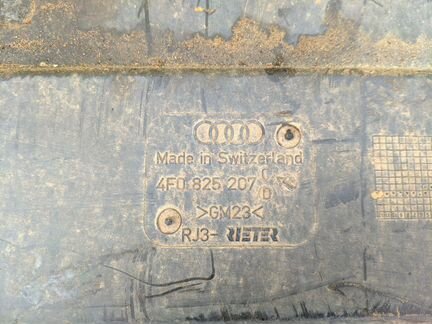 Made in Switzerland
4F0 825 207
>GM23<
RJ3-RIETER